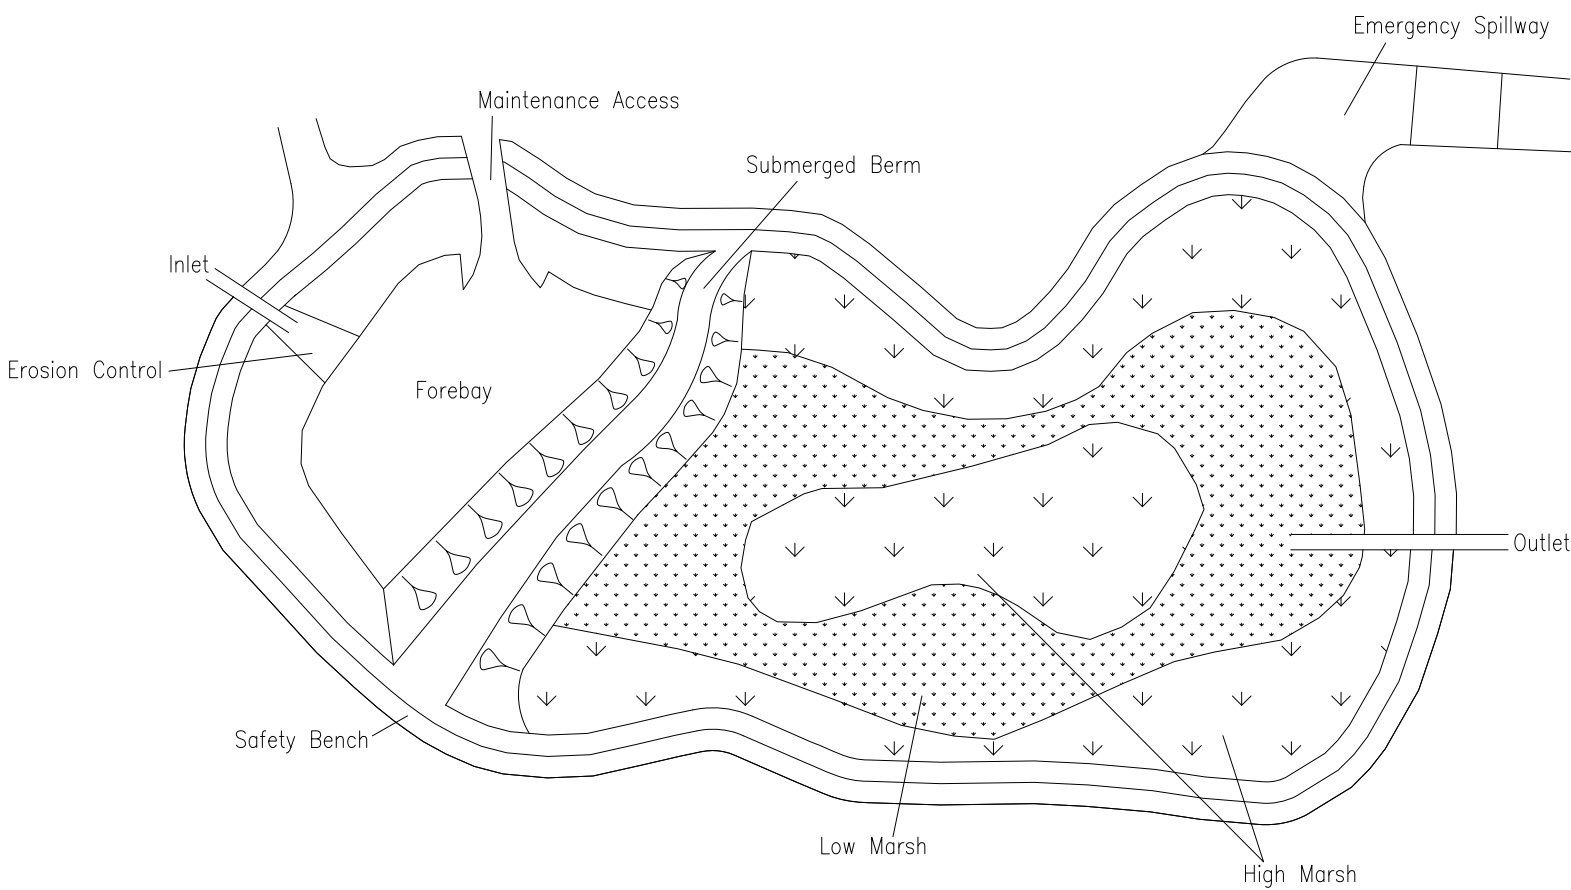 Emergency Spillway
Maintenance Access
Submerged Berm
Inlet
Erosion Control
Forebay
Outlet
Safety Bench
Low Marsh
High Marsh